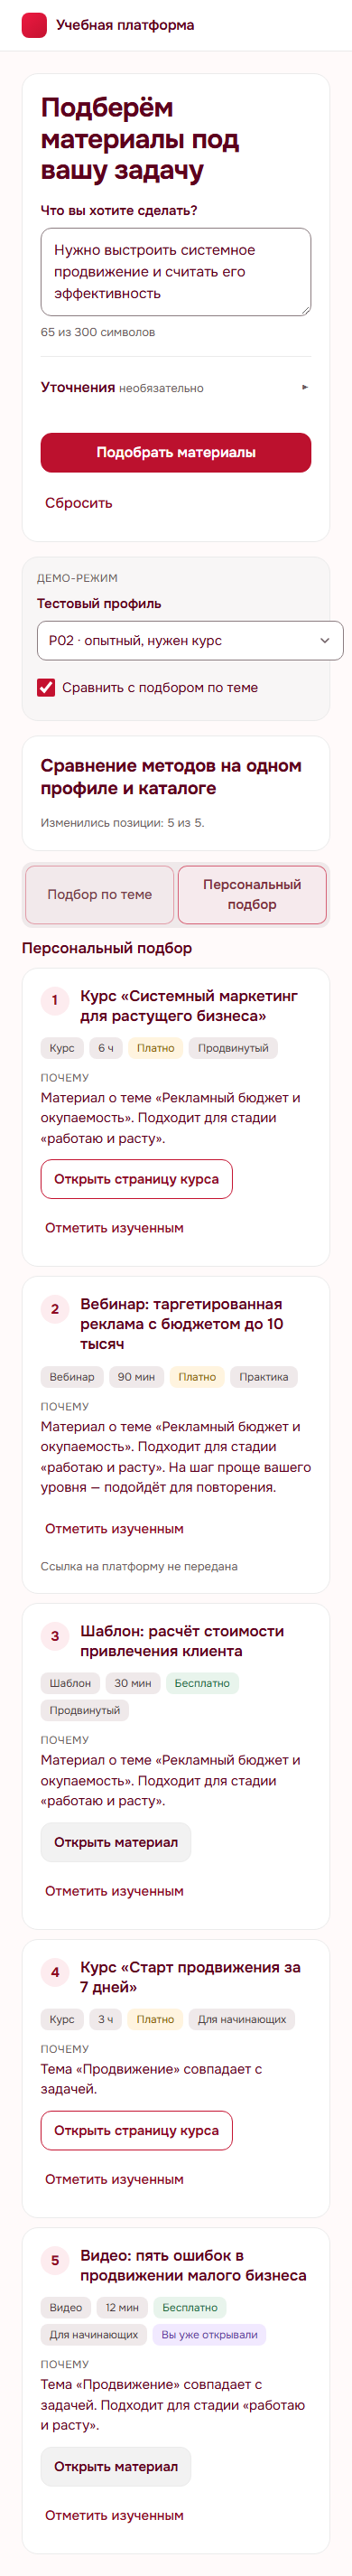 Учебная платформа
Подберём
материалы под
вашу задачу
Что вы хотите сделать?
Нужно выстроить системное
продвижение и считать его
эффективность
65 из 300 символов
Уточнения необязательно
Подобрать материалы
Сбросить
ДЕМО-РЕЖИМ
Тестовый профиль
P02 · опытный, нужен курс
Сравнить с подбором по теме
Сравнение методов на одном
профиле и каталоге
Изменились позиции: 5 из 5.
Подбор по теме
Персональный
подбор
Персональный подбор
1
Курс «Системный маркетинг
для растущего бизнеса»
Курс 6 ч Платно Продвинутый
ПОЧЕМУ
Материал о теме «Рекламный бюджет и
окупаемость». Подходит для стадии
«работаю и расту».
Открыть страницу курса
Отметить изученным
2
Вебинар: таргетированная
реклама с бюджетом до 10
тысяч
Вебинар 90 мин Платно Практика
ПОЧЕМУ
Материал о теме «Рекламный бюджет и
окупаемость». Подходит для стадии
«работаю и расту». На шаг проще вашего
уровня — подойдёт для повторения.
Отметить изученным
Ссылка на платформу не передана
3
Шаблон: расчёт стоимости
привлечения клиента
Шаблон 30 мин Бесплатно
Продвинутый
ПОЧЕМУ
Материал о теме «Рекламный бюджет и
окупаемость». Подходит для стадии
«работаю и расту».
Открыть материал
Отметить изученным
4
Курс «Старт продвижения за
7 дней»
Курс 3 ч Платно Для начинающих
ПОЧЕМУ
Тема «Продвижение» совпадает с
задачей.
Открыть страницу курса
Отметить изученным
5
Видео: пять ошибок в
продвижении малого бизнеса
Видео 12 мин Бесплатно
Для начинающих Вы уже открывали
ПОЧЕМУ
Тема «Продвижение» совпадает с
задачей. Подходит для стадии «работаю
и расту».
Открыть материал
Отметить изученным